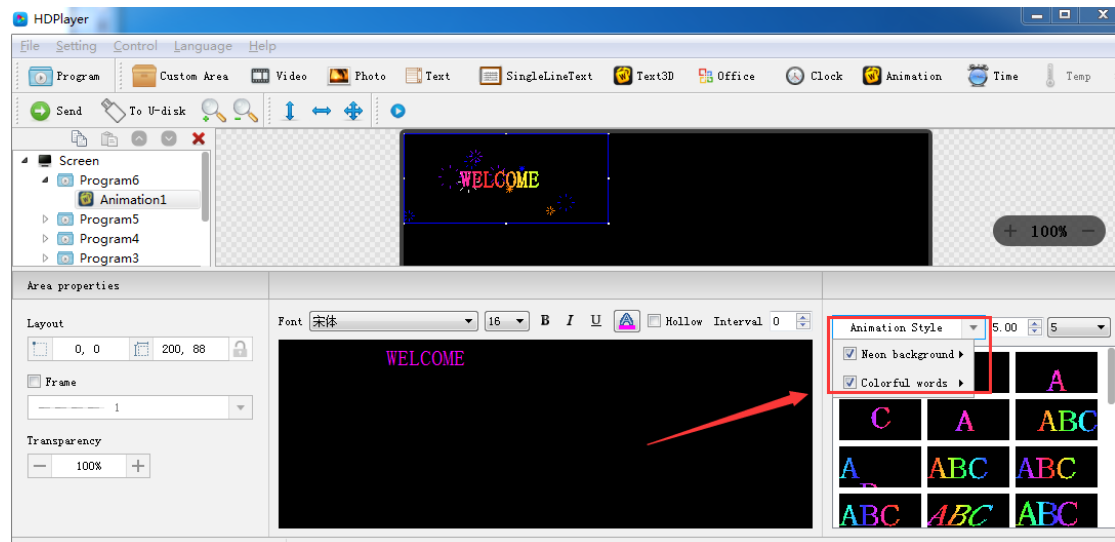 HDPlayer
File Setting Control Language Help
Program Custom Area Video Photo Text SingleLineText Text3D Office Clock Animation Time Temp
Send To U-disk
Screen
Program6
Animation1
Program5
Program4
Program3
WELCOME
+ 100% −
Area properties
Layout
0, 0 200, 88
Frame
1
Transparency
100%
Font 宋体 16 B I U A Hollow Interval 0
WELCOME
Animation Style 5.00 5
Neon background
Colorful words
A
C A ABC
A ABC ABC
ABC ABC ABC